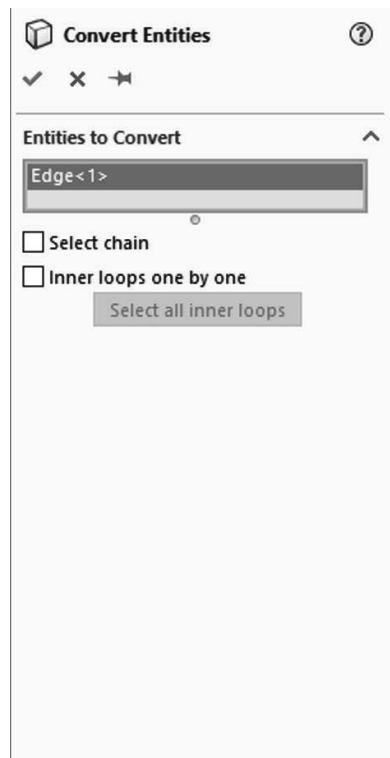 Convert Entities
Entities to Convert
Edge<1>
Select chain
Inner loops one by one
Select all inner loops